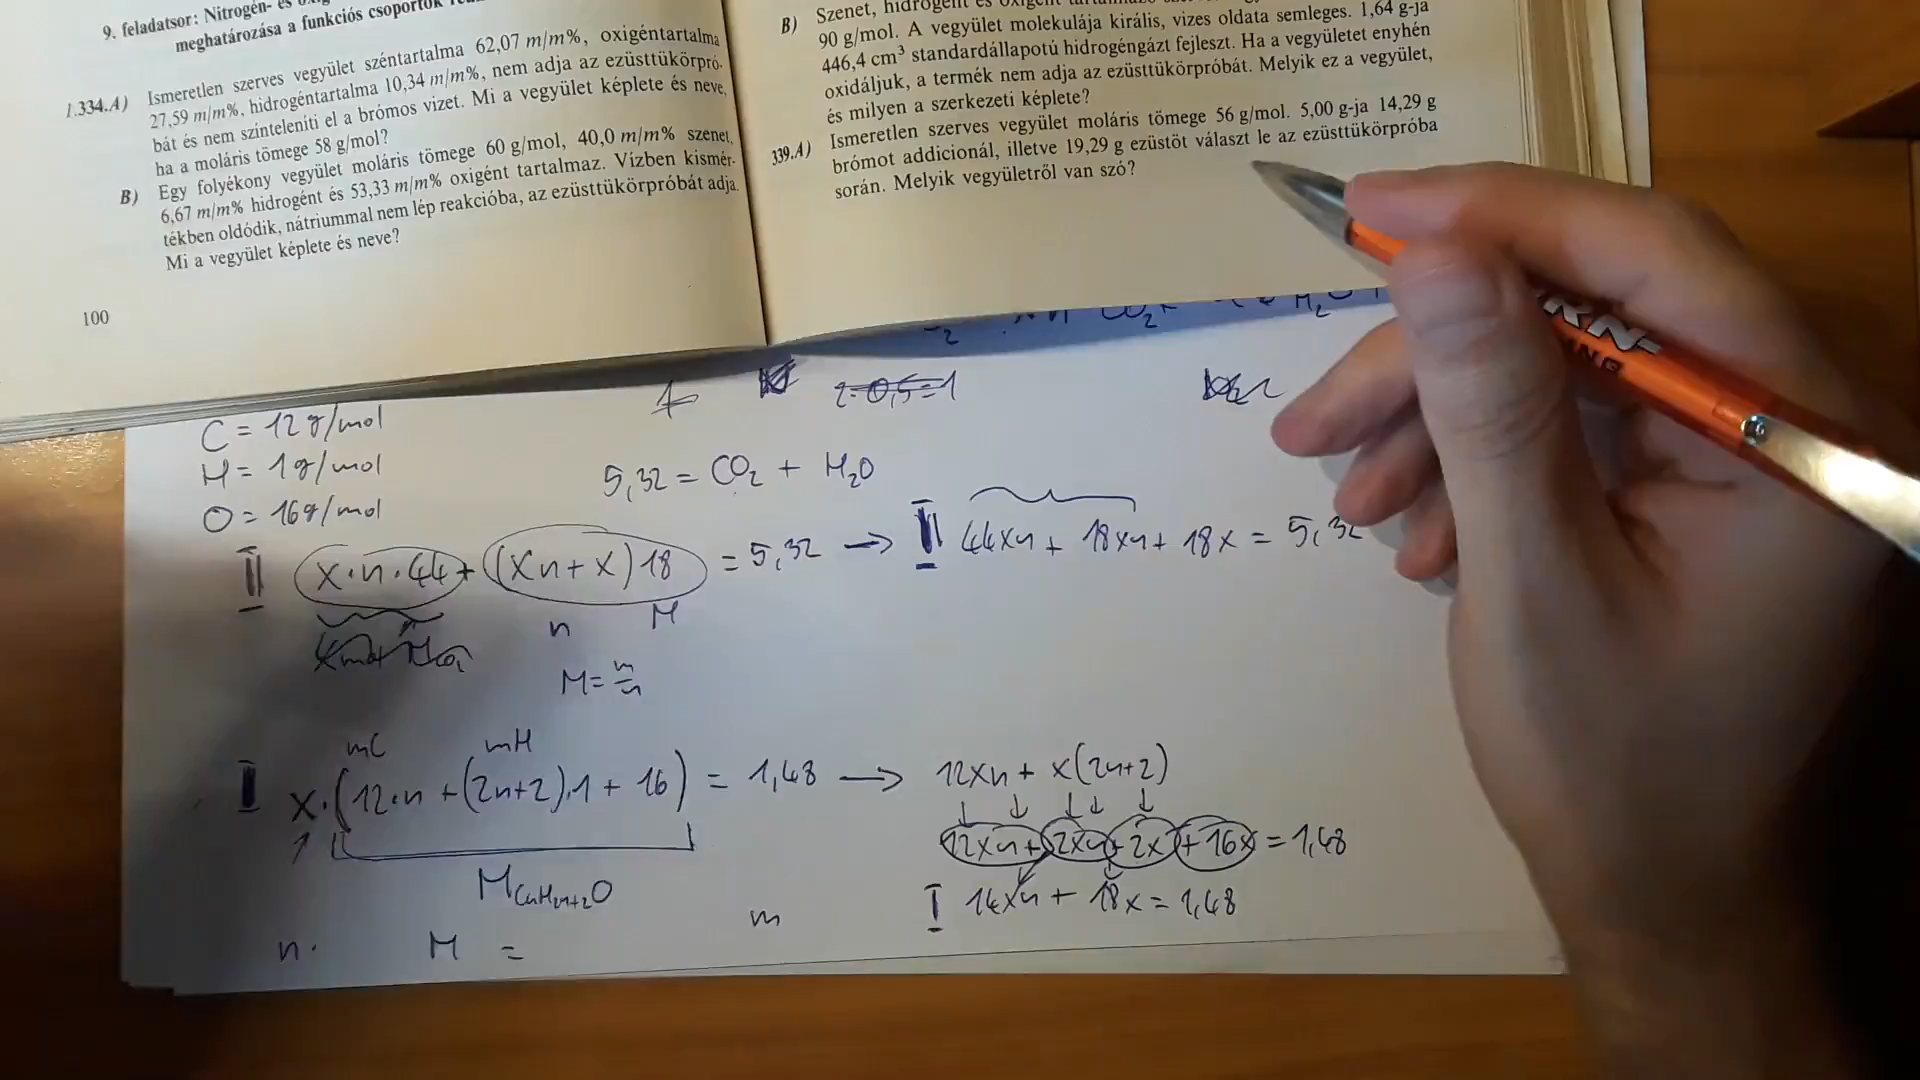 9. feladatsor: Nitrogén- és
meghatározása a funkciós csoportok
1.334.A) Ismeretlen szerves vegyület széntartalma 62,07 m/m%, oxigéntartalma
27,59 m/m%, hidrogéntartalma 10,34 m/m%, nem adja az ezüsttükörpró-
bát és nem színteleníti el a brómos vizet. Mi a vegyület képlete és neve,
ha a moláris tömege 58 g/mol?
B) Egy folyékony vegyület moláris tömege 60 g/mol, 40,0 m/m% szenet,
6,67 m/m% hidrogént és 53,33 m/m% oxigént tartalmaz. Vízben kismér-
tékben oldódik, nátriummal nem lép reakcióba, az ezüsttükörpróbát adja.
Mi a vegyület képlete és neve?
100
B) Szenet, hidrogént és oxigént
90 g/mol. A vegyület molekulája királis, vizes oldata semleges. 1,64 g-ja
446,4 cm³ standardállapotú hidrogéngázt fejleszt. Ha a vegyületet enyhén
oxidáljuk, a termék nem adja az ezüsttükörpróbát. Melyik ez a vegyület,
és milyen a szerkezeti képlete?
339.A) Ismeretlen szerves vegyület moláris tömege 56 g/mol. 5,00 g-ja 14,29 g
brómot addicionál, illetve 19,29 g ezüstöt választ le az ezüsttükörpróba
során. Melyik vegyületről van szó?
2-0,5=1
C = 12 g/mol
H = 1 g/mol
O = 16 g/mol
5,32 = CO₂ + H₂O
II x·n·44 + (xn+x)18 = 5,32 → II 44xn + 18xn + 18x = 5,32
n M
M = m/n
mC mH
I x·(12·n + (2n+2)·1 + 16) = 1,48 → 12xn + x(2n+2)
12xn + 2xn + 2x + 16x = 1,48
MCnH2n+2O
I 14xn + 18x = 1,48
m
n· M =